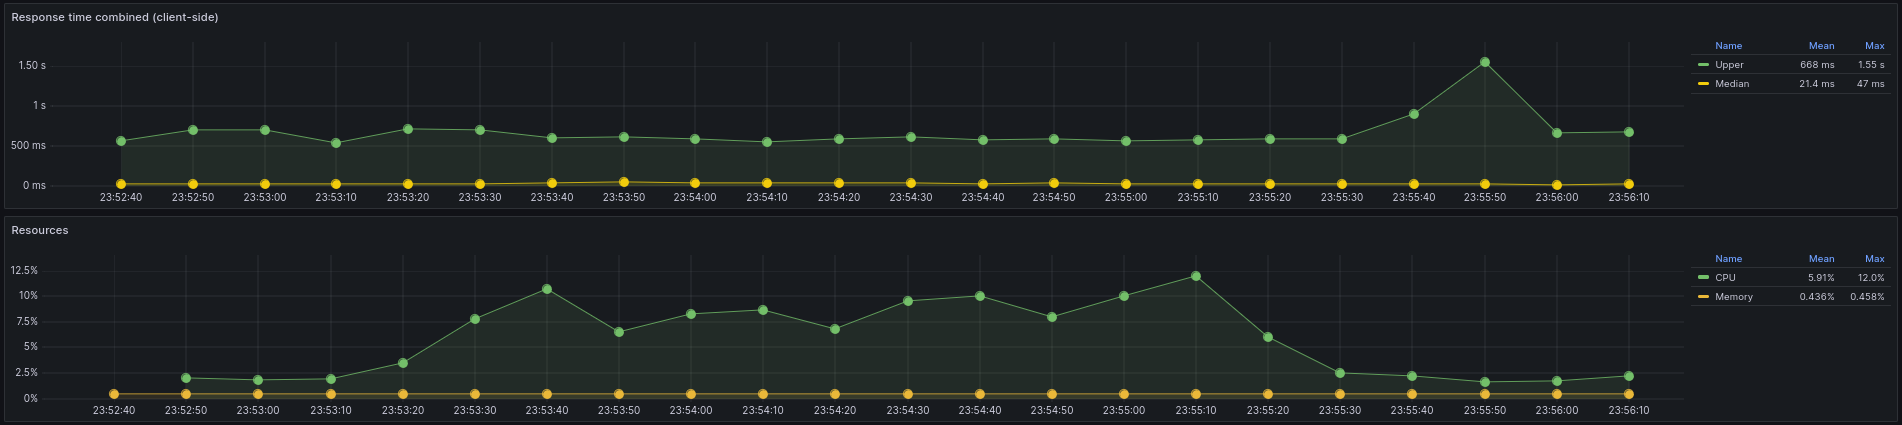 Response time combined (client-side)
Name Mean Max
1.50 s
Upper 668 ms 1.55 s
Median 21.4 ms 47 ms
1 s
500 ms
0 ms
23:52:40 23:52:50 23:53:00 23:53:10 23:53:20 23:53:30 23:53:40 23:53:50 23:54:00 23:54:10 23:54:20 23:54:30 23:54:40 23:54:50 23:55:00 23:55:10 23:55:20 23:55:30 23:55:40 23:55:50 23:56:00 23:56:10
Resources
Name Mean Max
12.5%
CPU 5.91% 12.0%
10%
Memory 0.436% 0.458%
7.5%
5%
2.5%
0%
23:52:40 23:52:50 23:53:00 23:53:10 23:53:20 23:53:30 23:53:40 23:53:50 23:54:00 23:54:10 23:54:20 23:54:30 23:54:40 23:54:50 23:55:00 23:55:10 23:55:20 23:55:30 23:55:40 23:55:50 23:56:00 23:56:10